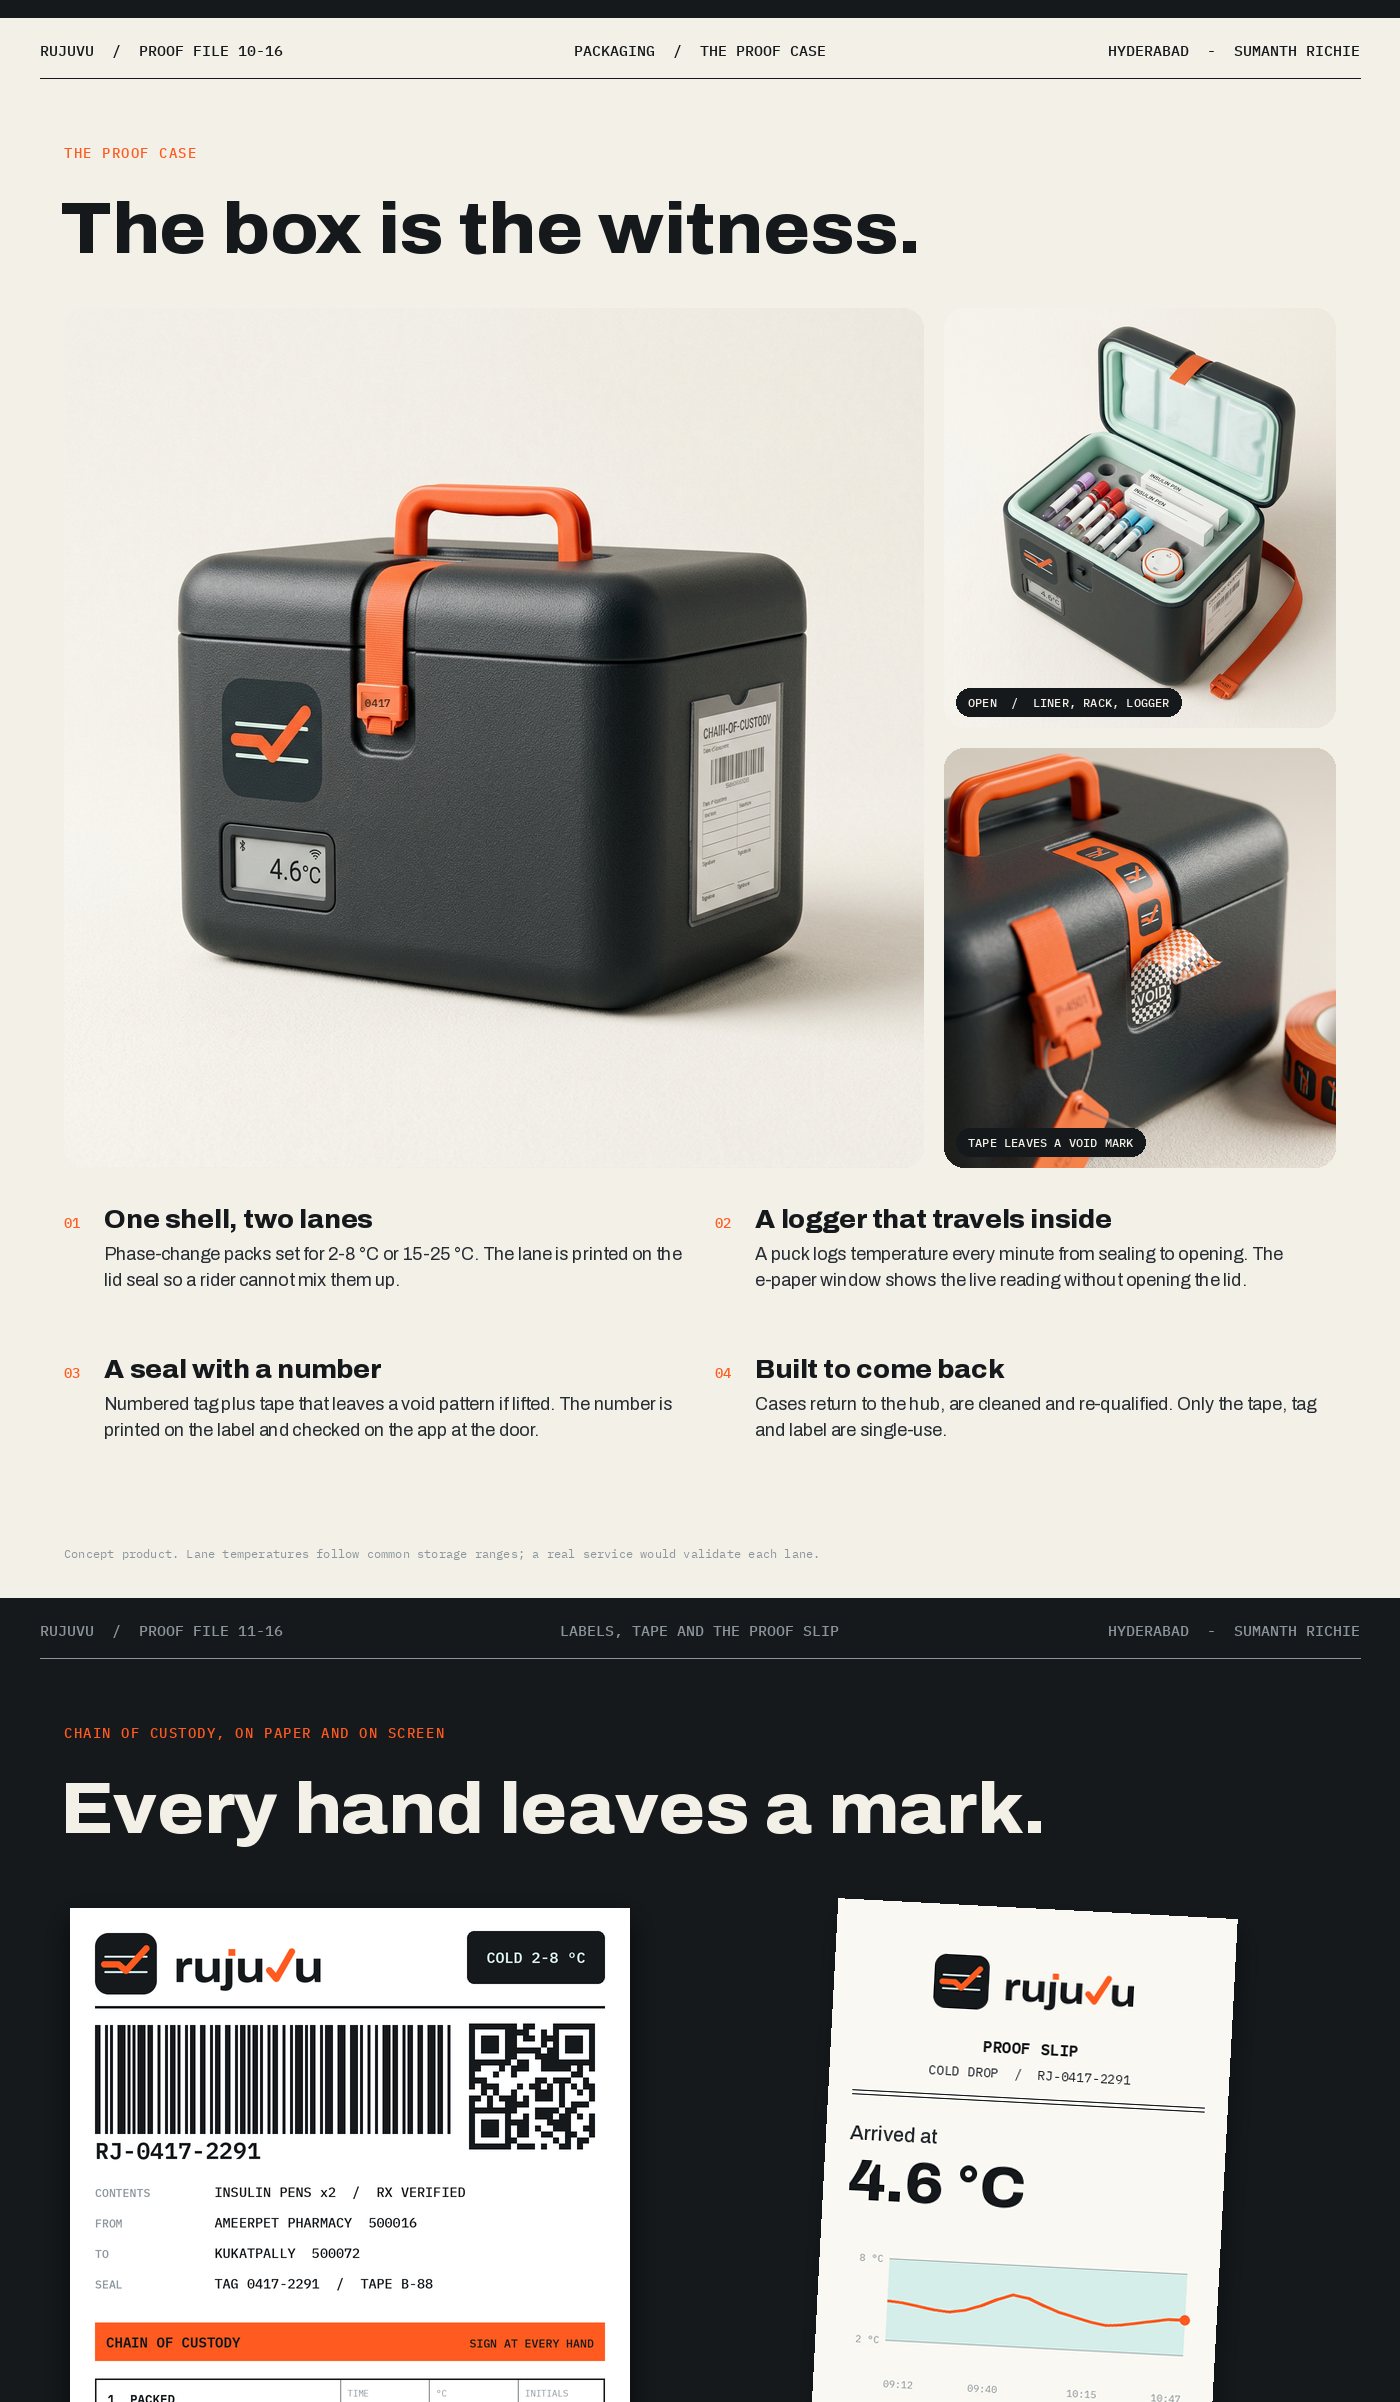 RUJUVU / PROOF FILE 10-16
PACKAGING / THE PROOF CASE
HYDERABAD - SUMANTH RICHIE
THE PROOF CASE
The box is the witness.
0417
4.6°C
CHAIN-OF-CUSTODY
INSULIN PEN
INSULIN PEN
4.6°C
OPEN / LINER, RACK, LOGGER
VOID
TAPE LEAVES A VOID MARK
01 One shell, two lanes
Phase-change packs set for 2-8 °C or 15-25 °C. The lane is printed on the
lid seal so a rider cannot mix them up.
02 A logger that travels inside
A puck logs temperature every minute from sealing to opening. The
e-paper window shows the live reading without opening the lid.
03 A seal with a number
Numbered tag plus tape that leaves a void pattern if lifted. The number is
printed on the label and checked on the app at the door.
04 Built to come back
Cases return to the hub, are cleaned and re-qualified. Only the tape, tag
and label are single-use.
Concept product. Lane temperatures follow common storage ranges; a real service would validate each lane.
RUJUVU / PROOF FILE 11-16
LABELS, TAPE AND THE PROOF SLIP
HYDERABAD - SUMANTH RICHIE
CHAIN OF CUSTODY, ON PAPER AND ON SCREEN
Every hand leaves a mark.
rujuvu
COLD 2-8 °C
RJ-0417-2291
CONTENTS INSULIN PENS x2 / RX VERIFIED
FROM AMEERPET PHARMACY 500016
TO KUKATPALLY 500072
SEAL TAG 0417-2291 / TAPE B-88
CHAIN OF CUSTODY SIGN AT EVERY HAND
1 PACKED TIME °C INITIALS
rujuvu
PROOF SLIP
COLD DROP / RJ-0417-2291
Arrived at
4.6 °C
8 °C
2 °C
09:12 09:40 10:15 10:47